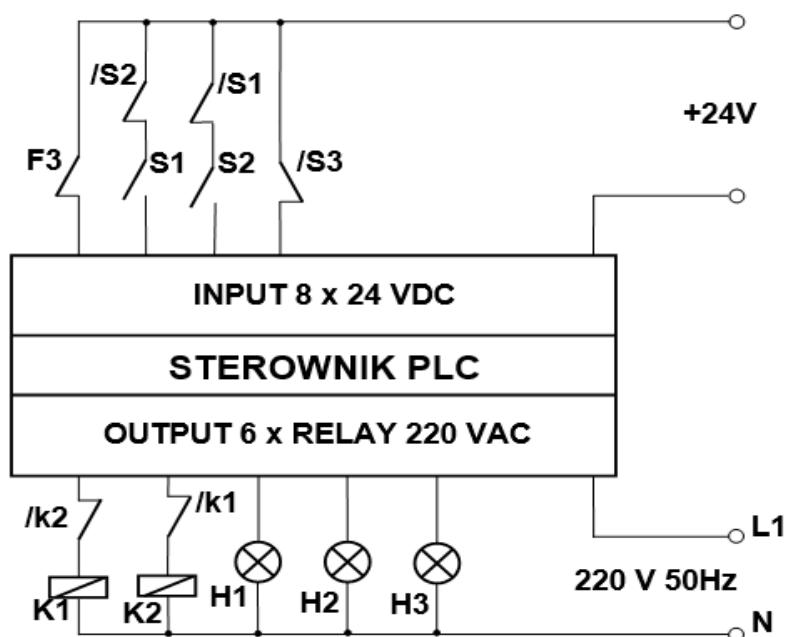 /S2
/S1
+24V
F3
S1
S2
/S3
INPUT 8 x 24 VDC
STEROWNIK PLC
OUTPUT 6 x RELAY 220 VAC
/k2
/k1
L1
K1
K2
H1
H2
H3
220 V 50Hz
N